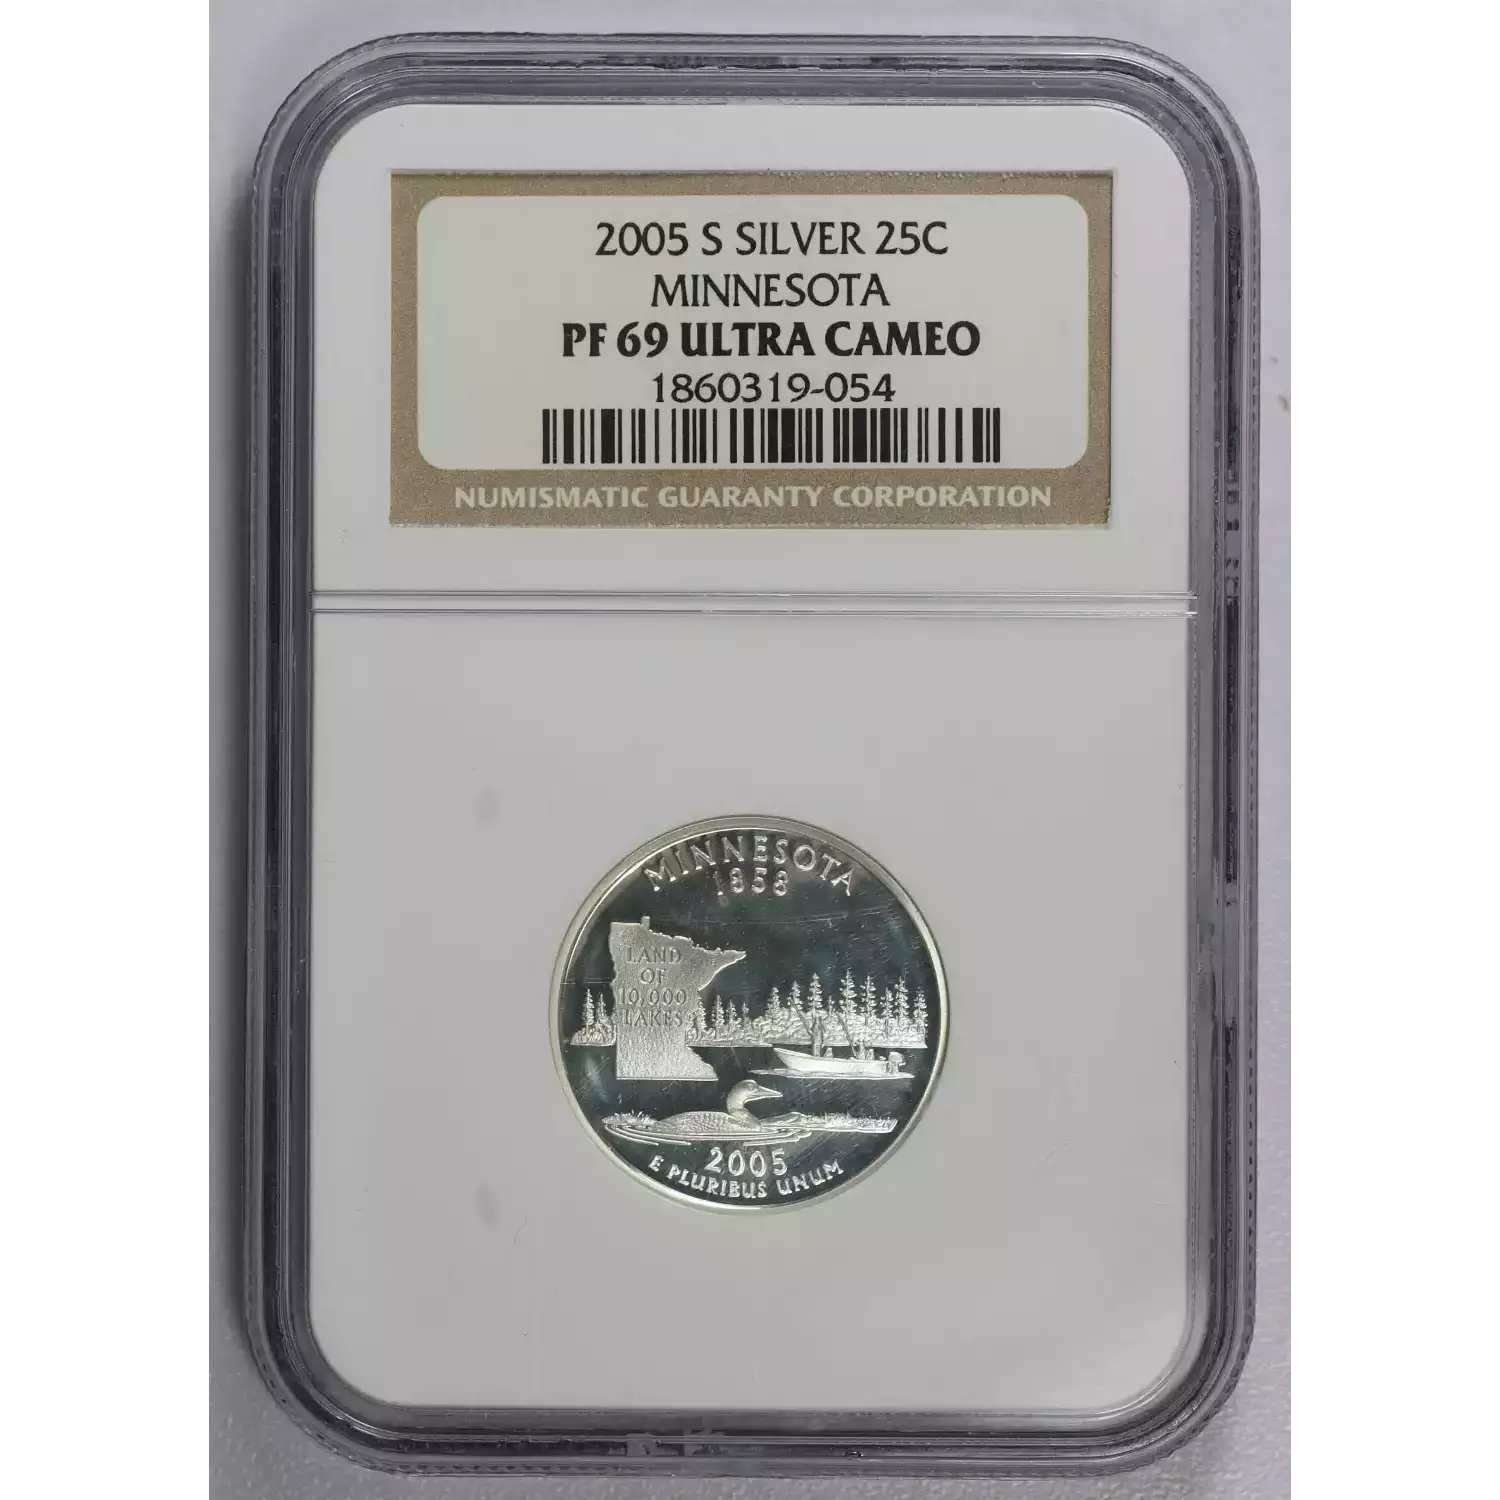 2005 S SILVER 25C
MINNESOTA
PF 69 ULTRA CAMEO
1860319-054
NUMISMATIC GUARANTY CORPORATION
MINNESOTA
1858
LAND
OF
10,000
LAKES
2005
E PLURIBUS UNUM